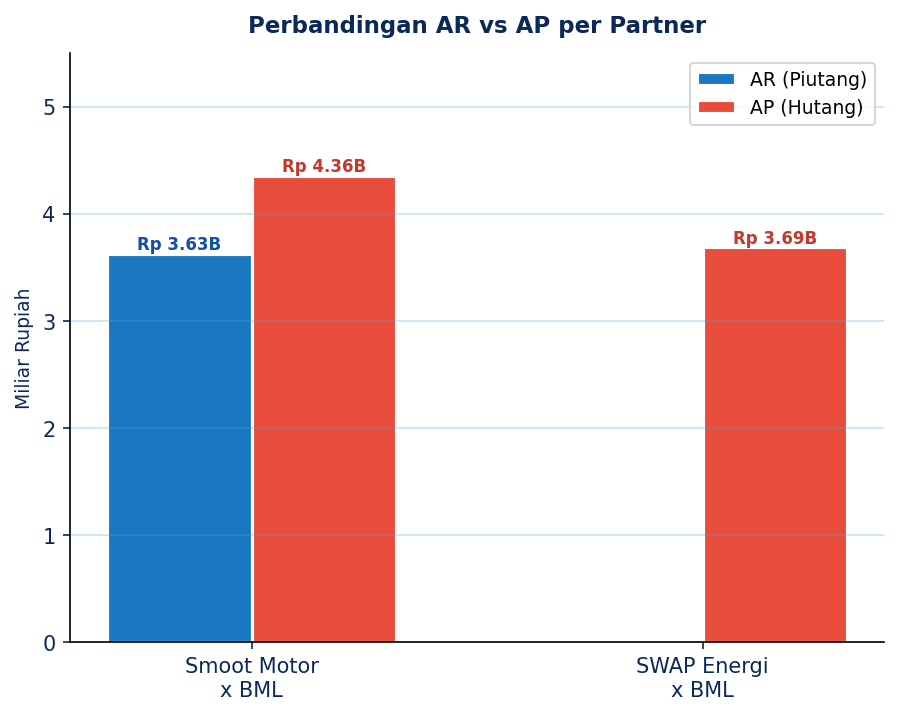 Perbandingan AR vs AP per Partner
AR (Piutang)
AP (Hutang)
Miliar Rupiah
5
4
3
2
1
0
Rp 3.63B
Rp 4.36B
Rp 3.69B
Smoot Motor
x BML
SWAP Energi
x BML